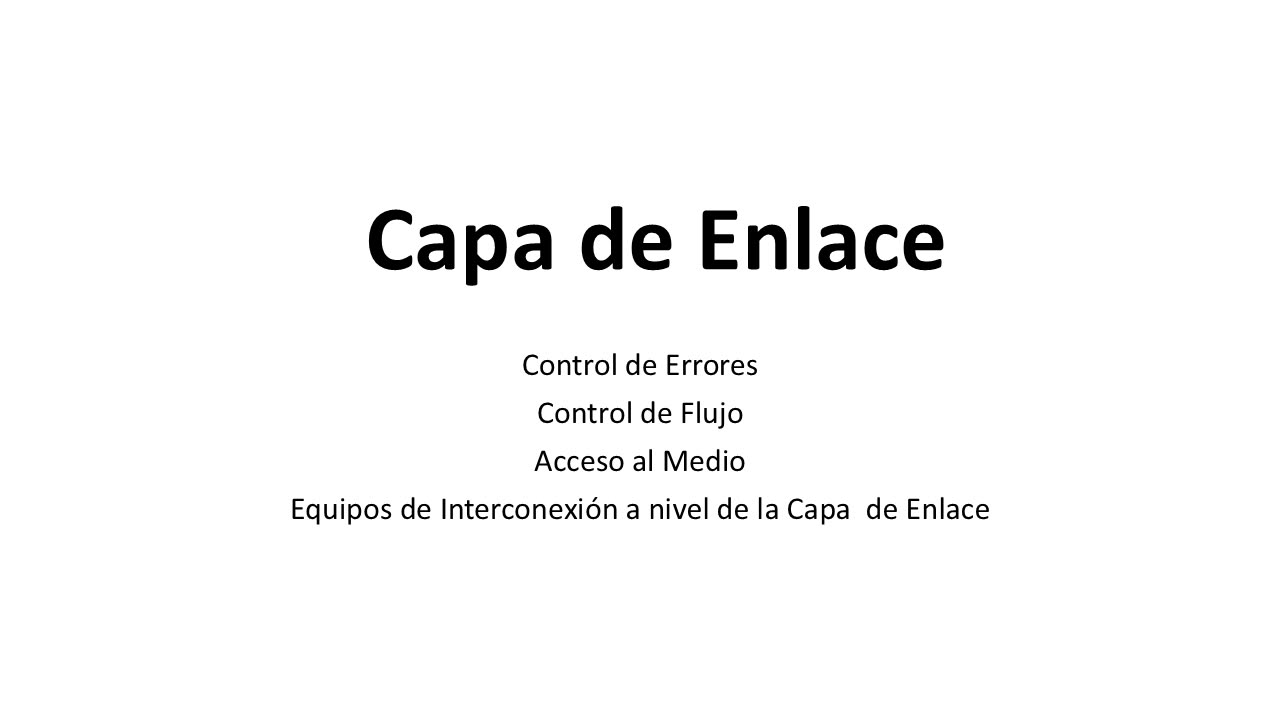 Capa de Enlace
Control de Errores
Control de Flujo
Acceso al Medio
Equipos de Interconexión a nivel de la Capa  de Enlace